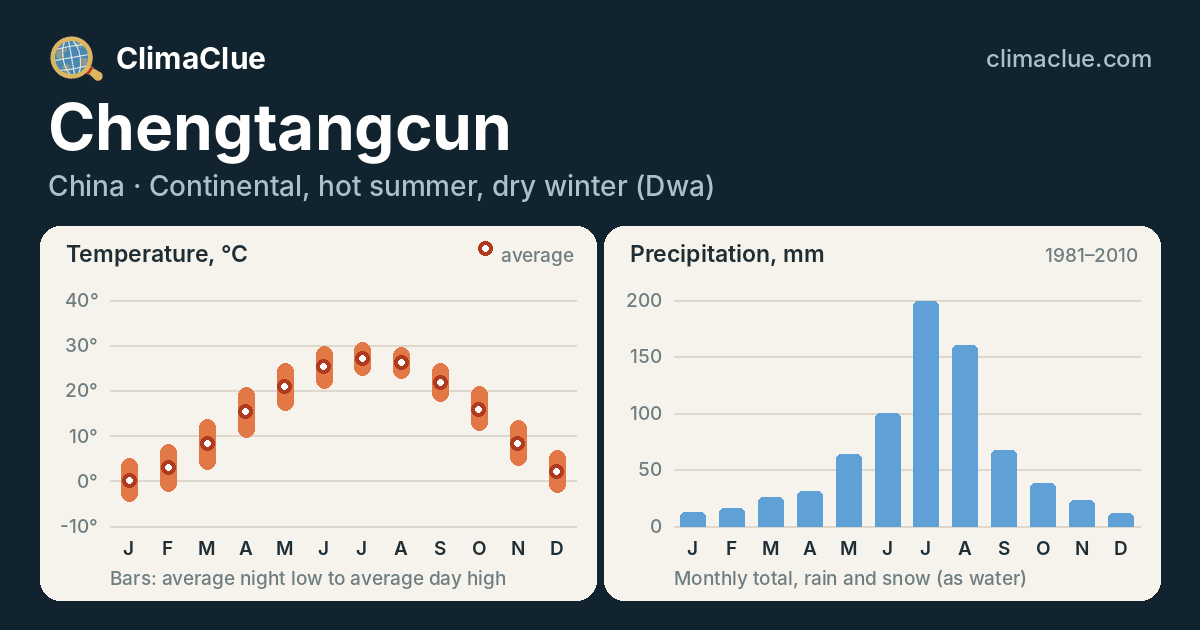 ClimaClue
climaclue.com
Chengtangcun
China · Continental, hot summer, dry winter (Dwa)
Temperature, °C
average
40°
30°
20°
10°
0°
-10°
J F M A M J J A S O N D
Bars: average night low to average day high
Precipitation, mm
1981–2010
200
150
100
50
0
J F M A M J J A S O N D
Monthly total, rain and snow (as water)